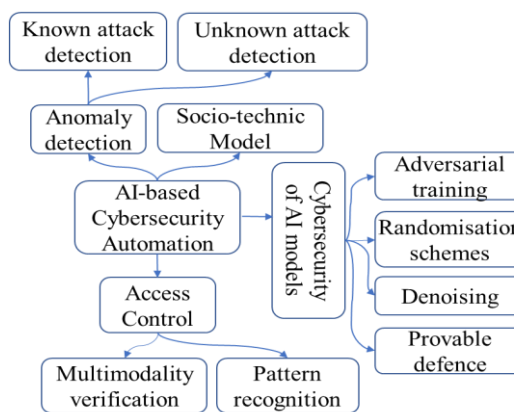 Known attack
detection
Unknown attack
detection
Anomaly
detection
Socio-technic
Model
AI-based
Cybersecurity
Automation
Cybersecurity
of AI models
Adversarial
training
Randomisation
schemes
Denoising
Provable
defence
Access
Control
Multimodality
verification
Pattern
recognition